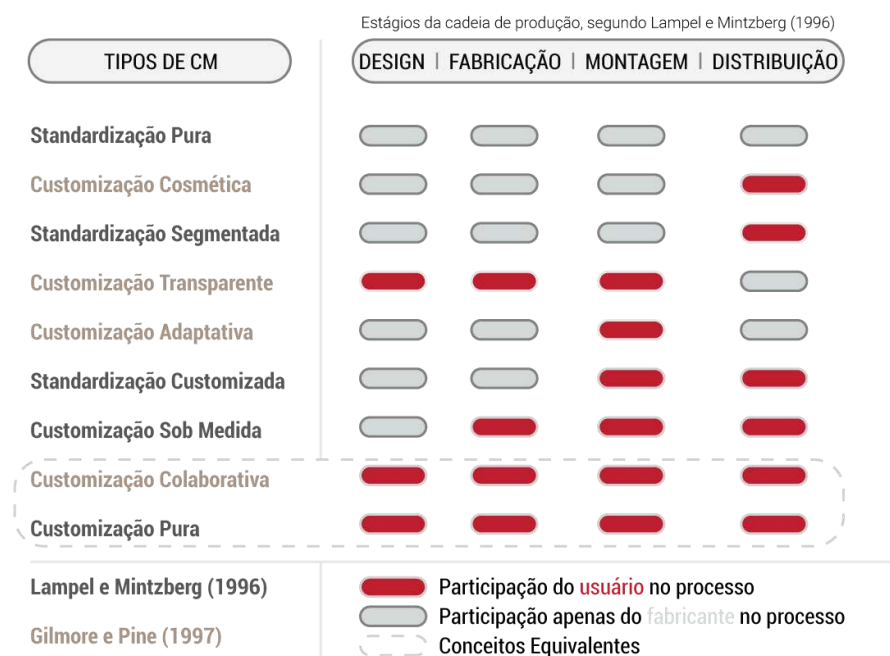 Estágios da cadeia de produção, segundo Lampel e Mintzberg (1996)
TIPOS DE CM
DESIGN | FABRICAÇÃO | MONTAGEM | DISTRIBUIÇÃO
Standardização Pura
Customização Cosmética
Standardização Segmentada
Customização Transparente
Customização Adaptativa
Standardização Customizada
Customização Sob Medida
Customização Colaborativa
Customização Pura
Lampel e Mintzberg (1996)
Gilmore e Pine (1997)
Participação do usuário no processo
Participação apenas do fabricante no processo
Conceitos Equivalentes